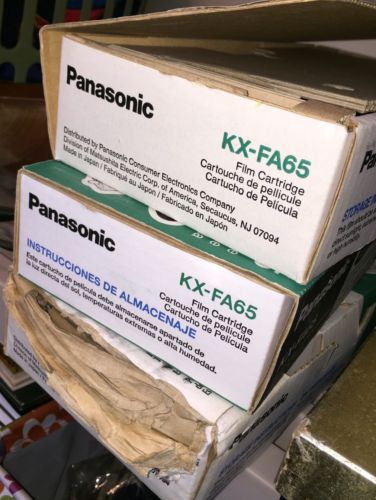 Panasonic
KX-FA65
Film Cartridge
Cartouche de pellicule
Cartucho de Película
Distributed by Panasonic Consumer Electronics Company
Division of Matsushita Electric Corp. of America, Secaucus, NJ 07094
Made in Japan / Fabriqué au Japon / Fabricado en Japón
STORAGE
Panasonic
KX-FA65
Film Cartridge
Cartouche de pellicule
Cartucho de Película
INSTRUCCIONES DE ALMACENAJE
Este cartucho de película debe almacenarse apartado de
la luz directa del sol, temperaturas extremas o alta humedad.
Panasonic